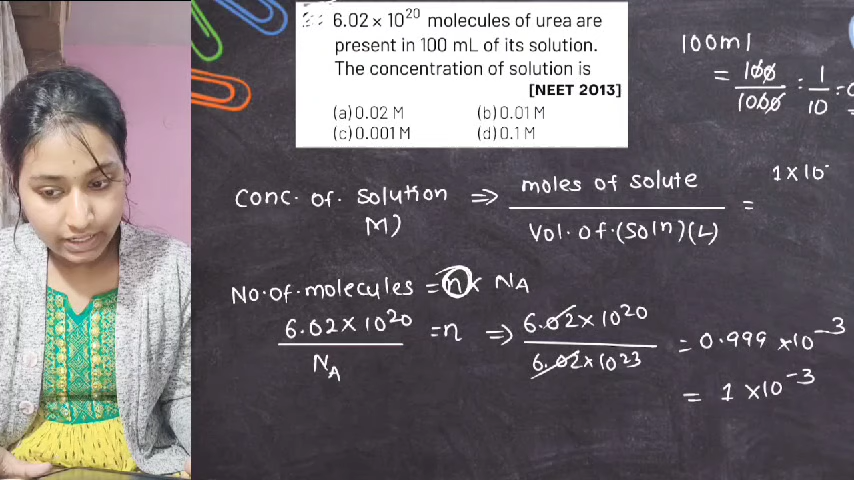 6.02 × 10²⁰ molecules of urea are
present in 100 mL of its solution.
The concentration of solution is
[NEET 2013]
(a) 0.02 M (b) 0.01 M
(c) 0.001 M (d) 0.1 M
100ml
= 100/1000 = 1/10 =
Conc. of. solution ⇒ moles of solute / Vol. of. (Solⁿ)(L) = 1 × 10⁻
M)
No. of. molecules = n × NA
6.02 × 10²⁰ / NA = n ⇒ 6.02 × 10²⁰ / 6.02 × 10²³ = 0.999 × 10⁻³
= 1 × 10⁻³